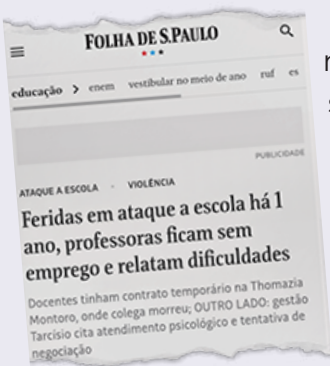 FOLHA DE S.PAULO
educação > enem vestibular no meio de ano ruf es
PUBLICIDADE
ATAQUE A ESCOLA · VIOLÊNCIA
Feridas em ataque a escola há 1
ano, professoras ficam sem
emprego e relatam dificuldades
Docentes tinham contrato temporário na Thomazia
Montoro, onde colega morreu; OUTRO LADO: gestão
Tarcísio cita atendimento psicológico e tentativa de
negociação